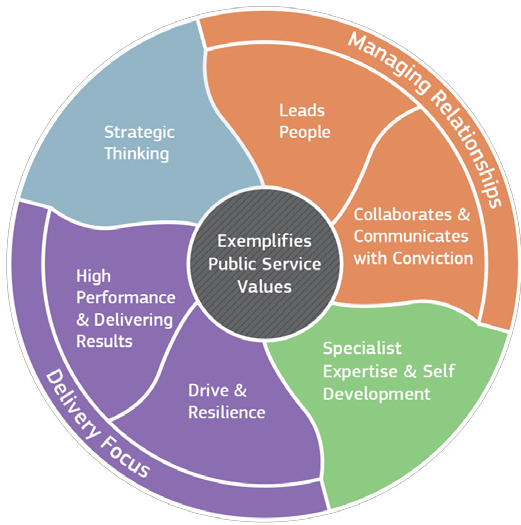 Managing Relationships
Leads
People
Strategic
Thinking
Collaborates &
Communicates
with Conviction
Exemplifies
Public Service
Values
High
Performance
& Delivering
Results
Specialist
Expertise & Self
Development
Drive &
Resilience
Delivery Focus